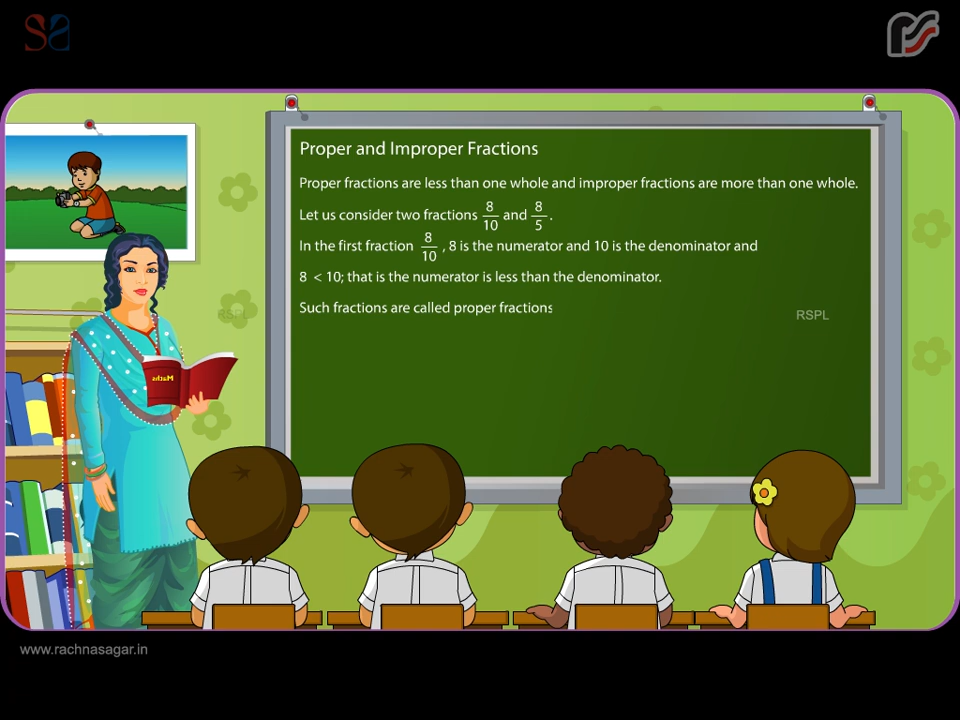 sa
Proper and Improper Fractions
Proper fractions are less than one whole and improper fractions are more than one whole.
Let us consider two fractions 8/10 and 8/5.
In the first fraction 8/10, 8 is the numerator and 10 is the denominator and
8 < 10; that is the numerator is less than the denominator.
Such fractions are called proper fractions
RSPL
RSPL
Maths
www.rachnasagar.in